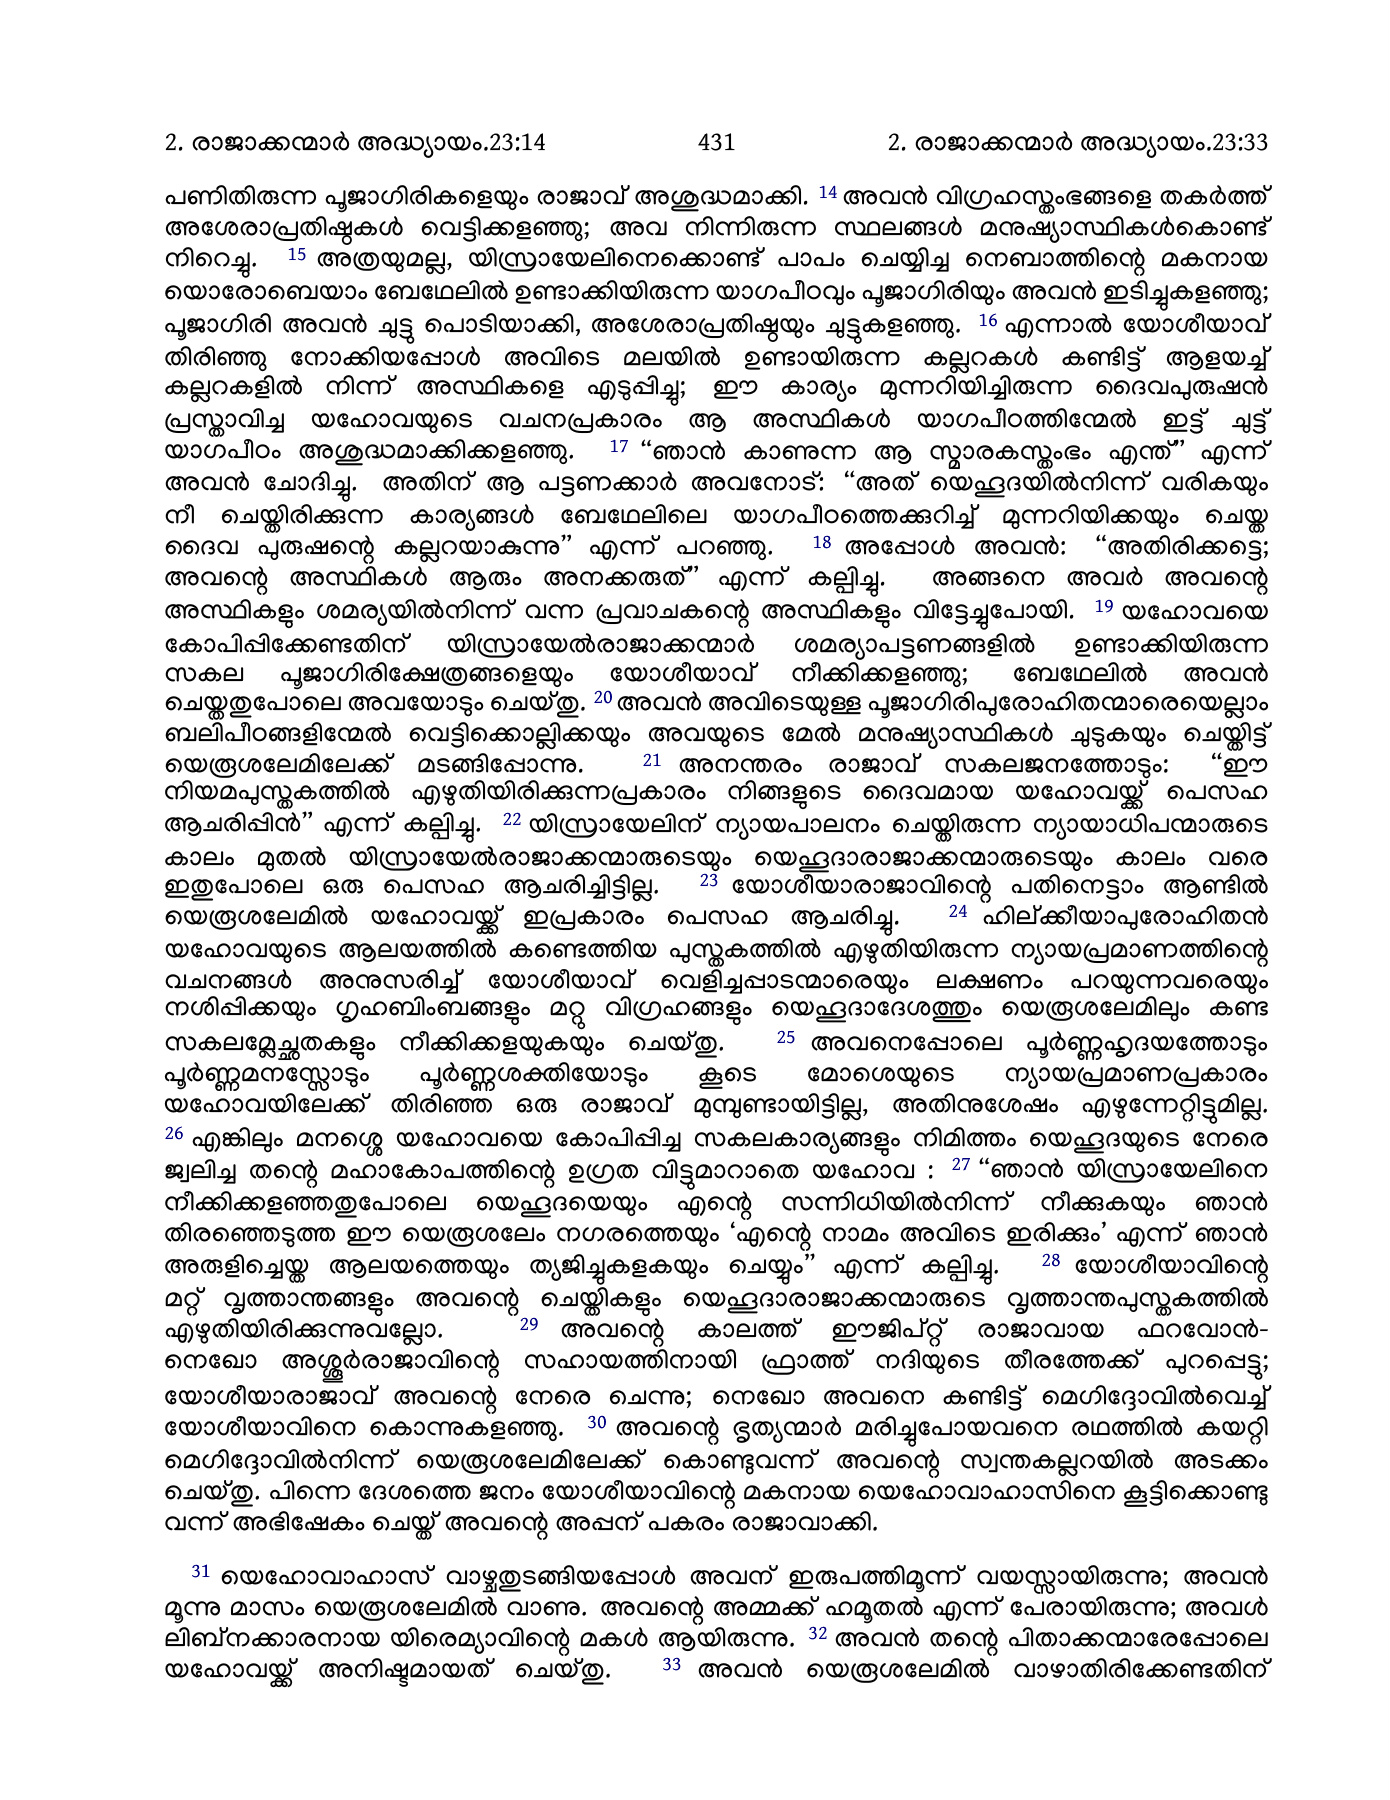 2. രാജാക്കന്മാർ അദ്ധ്യായം.23:14 431 2. രാജാക്കന്മാർ അദ്ധ്യായം.23:33
പണിതിരുന്ന പൂജാഗിരികളെയും രാജാവ് അശുദ്ധമാക്കി. 14 അവൻ വിഗ്രഹസ്തംഭങ്ങളെ തകർത്ത്
അശേരാപ്രതിഷ്ഠകൾ വെട്ടിക്കളഞ്ഞു; അവ നിന്നിരുന്ന സ്ഥലങ്ങൾ മനുഷ്യാസ്ഥികൾകൊണ്ട്
നിറെച്ചു. 15 അത്രയുമല്ല, യിസ്രായേലിനെക്കൊണ്ട് പാപം ചെയ്യിച്ച നെബാത്തിന്റെ മകനായ
യൊരോബെയാം ബേഥേലിൽ ഉണ്ടാക്കിയിരുന്ന യാഗപീഠവും പൂജാഗിരിയും അവൻ ഇടിച്ചുകളഞ്ഞു;
പൂജാഗിരി അവൻ ചുട്ടു പൊടിയാക്കി, അശേരാപ്രതിഷ്ഠയും ചുട്ടുകളഞ്ഞു. 16 എന്നാൽ യോശീയാവ്
തിരിഞ്ഞു നോക്കിയപ്പോൾ അവിടെ മലയിൽ ഉണ്ടായിരുന്ന കല്ലറകൾ കണ്ടിട്ട് ആളയച്ച്
കല്ലറകളിൽ നിന്ന് അസ്ഥികളെ എടുപ്പിച്ചു; ഈ കാര്യം മുന്നറിയിച്ചിരുന്ന ദൈവപുരുഷൻ
പ്രസ്താവിച്ച യഹോവയുടെ വചനപ്രകാരം ആ അസ്ഥികൾ യാഗപീഠത്തിന്മേൽ ഇട്ട് ചുട്ട്
യാഗപീഠം അശുദ്ധമാക്കിക്കളഞ്ഞു. 17 “ഞാൻ കാണുന്ന ആ സ്മാരകസ്തംഭം എന്ത്” എന്ന്
അവൻ ചോദിച്ചു. അതിന് ആ പട്ടണക്കാർ അവനോട്: “അത് യെഹൂദയിൽനിന്ന് വരികയും
നീ ചെയ്തിരിക്കുന്ന കാര്യങ്ങൾ ബേഥേലിലെ യാഗപീഠത്തെക്കുറിച്ച് മുന്നറിയിക്കയും ചെയ്ത
ദൈവ പുരുഷന്റെ കല്ലറയാകുന്നു” എന്ന് പറഞ്ഞു. 18 അപ്പോൾ അവൻ: “അതിരിക്കട്ടെ;
അവന്റെ അസ്ഥികൾ ആരും അനക്കരുത്” എന്ന് കല്പിച്ചു. അങ്ങനെ അവർ അവന്റെ
അസ്ഥികളും ശമര്യയിൽനിന്ന് വന്ന പ്രവാചകന്റെ അസ്ഥികളും വിട്ടേച്ചുപോയി. 19 യഹോവയെ
കോപിപ്പിക്കേണ്ടതിന് യിസ്രായേൽരാജാക്കന്മാർ ശമര്യാപട്ടണങ്ങളിൽ ഉണ്ടാക്കിയിരുന്ന
സകല പൂജാഗിരിക്ഷേത്രങ്ങളെയും യോശീയാവ് നീക്കിക്കളഞ്ഞു; ബേഥേലിൽ അവൻ
ചെയ്തതുപോലെ അവയോടും ചെയ്തു. 20 അവൻ അവിടെയുള്ള പൂജാഗിരിപുരോഹിതന്മാരെയെല്ലാം
ബലിപീഠങ്ങളിന്മേൽ വെട്ടിക്കൊല്ലിക്കയും അവയുടെ മേൽ മനുഷ്യാസ്ഥികൾ ചുടുകയും ചെയ്തിട്ട്
യെരൂശലേമിലേക്ക് മടങ്ങിപ്പോന്നു. 21 അനന്തരം രാജാവ് സകലജനത്തോടും: “ഈ
നിയമപുസ്തകത്തിൽ എഴുതിയിരിക്കുന്നപ്രകാരം നിങ്ങളുടെ ദൈവമായ യഹോവയ്ക്ക് പെസഹ
ആചരിപ്പിൻ” എന്ന് കല്പിച്ചു. 22 യിസ്രായേലിന് ന്യായപാലനം ചെയ്തിരുന്ന ന്യായാധിപന്മാരുടെ
കാലം മുതൽ യിസ്രായേൽരാജാക്കന്മാരുടെയും യെഹൂദാരാജാക്കന്മാരുടെയും കാലം വരെ
ഇതുപോലെ ഒരു പെസഹ ആചരിച്ചിട്ടില്ല. 23 യോശീയാരാജാവിന്റെ പതിനെട്ടാം ആണ്ടിൽ
യെരൂശലേമിൽ യഹോവയ്ക്ക് ഇപ്രകാരം പെസഹ ആചരിച്ചു. 24 ഹില്ക്കീയാപുരോഹിതൻ
യഹോവയുടെ ആലയത്തിൽ കണ്ടെത്തിയ പുസ്തകത്തിൽ എഴുതിയിരുന്ന ന്യായപ്രമാണത്തിന്റെ
വചനങ്ങൾ അനുസരിച്ച് യോശീയാവ് വെളിച്ചപ്പാടന്മാരെയും ലക്ഷണം പറയുന്നവരെയും
നശിപ്പിക്കയും ഗൃഹബിംബങ്ങളും മറ്റു വിഗ്രഹങ്ങളും യെഹൂദാദേശത്തും യെരൂശലേമിലും കണ്ട
സകലമ്ലേച്ഛതകളും നീക്കിക്കളയുകയും ചെയ്തു. 25 അവനെപ്പോലെ പൂർണ്ണഹൃദയത്തോടും
പൂർണ്ണമനസ്സോടും പൂർണ്ണശക്തിയോടും കൂടെ മോശെയുടെ ന്യായപ്രമാണപ്രകാരം
യഹോവയിലേക്ക് തിരിഞ്ഞ ഒരു രാജാവ് മുമ്പുണ്ടായിട്ടില്ല, അതിനുശേഷം എഴുന്നേറ്റിട്ടുമില്ല.
26 എങ്കിലും മനശ്ശെ യഹോവയെ കോപിപ്പിച്ച സകലകാര്യങ്ങളും നിമിത്തം യെഹൂദയുടെ നേരെ
ജ്വലിച്ച തന്റെ മഹാകോപത്തിന്റെ ഉഗ്രത വിട്ടുമാറാതെ യഹോവ : 27 “ഞാൻ യിസ്രായേലിനെ
നീക്കിക്കളഞ്ഞതുപോലെ യെഹൂദയെയും എന്റെ സന്നിധിയിൽനിന്ന് നീക്കുകയും ഞാൻ
തിരഞ്ഞെടുത്ത ഈ യെരൂശലേം നഗരത്തെയും ‘എന്റെ നാമം അവിടെ ഇരിക്കും’ എന്ന് ഞാൻ
അരുളിച്ചെയ്ത ആലയത്തെയും ത്യജിച്ചുകളകയും ചെയ്യും” എന്ന് കല്പിച്ചു. 28 യോശീയാവിന്റെ
മറ്റ് വൃത്താന്തങ്ങളും അവന്റെ ചെയ്തികളും യെഹൂദാരാജാക്കന്മാരുടെ വൃത്താന്തപുസ്തകത്തിൽ
എഴുതിയിരിക്കുന്നുവല്ലോ. 29 അവന്റെ കാലത്ത് ഈജിപ്റ്റ് രാജാവായ ഫറവോൻ-
നെഖോ അശ്ശൂർരാജാവിന്റെ സഹായത്തിനായി ഫ്രാത്ത് നദിയുടെ തീരത്തേക്ക് പുറപ്പെട്ടു;
യോശീയാരാജാവ് അവന്റെ നേരെ ചെന്നു; നെഖോ അവനെ കണ്ടിട്ട് മെഗിദ്ദോവിൽവെച്ച്
യോശീയാവിനെ കൊന്നുകളഞ്ഞു. 30 അവന്റെ ഭൃത്യന്മാർ മരിച്ചുപോയവനെ രഥത്തിൽ കയറ്റി
മെഗിദ്ദോവിൽനിന്ന് യെരൂശലേമിലേക്ക് കൊണ്ടുവന്ന് അവന്റെ സ്വന്തകല്ലറയിൽ അടക്കം
ചെയ്തു. പിന്നെ ദേശത്തെ ജനം യോശീയാവിന്റെ മകനായ യെഹോവാഹാസിനെ കൂട്ടിക്കൊണ്ടു
വന്ന് അഭിഷേകം ചെയ്ത് അവന്റെ അപ്പന് പകരം രാജാവാക്കി.
31 യെഹോവാഹാസ് വാഴ്ചതുടങ്ങിയപ്പോൾ അവന് ഇരുപത്തിമൂന്ന് വയസ്സായിരുന്നു; അവൻ
മൂന്നു മാസം യെരൂശലേമിൽ വാണു. അവന്റെ അമ്മക്ക് ഹമൂതൽ എന്ന് പേരായിരുന്നു; അവൾ
ലിബ്നക്കാരനായ യിരെമ്യാവിന്റെ മകൾ ആയിരുന്നു. 32 അവൻ തന്റെ പിതാക്കന്മാരേപ്പോലെ
യഹോവയ്ക്ക് അനിഷ്ടമായത് ചെയ്തു. 33 അവൻ യെരൂശലേമിൽ വാഴാതിരിക്കേണ്ടതിന്